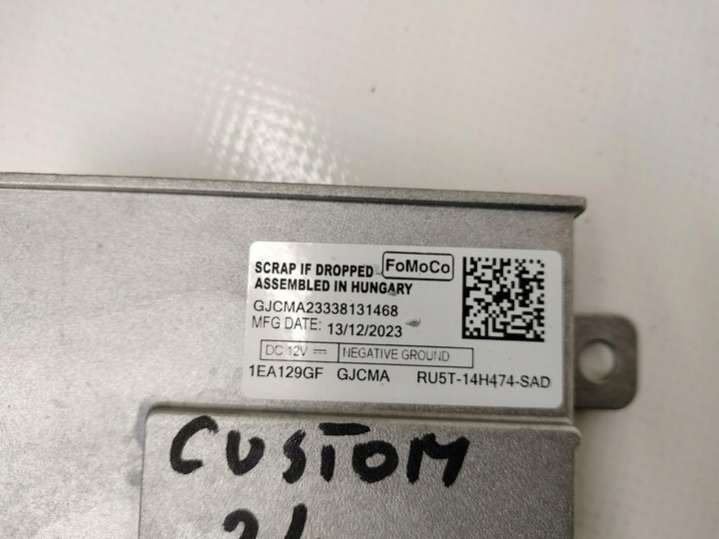 SCRAP IF DROPPED FoMoCo
ASSEMBLED IN HUNGARY
GJCMA23338131468
MFG DATE: 13/12/2023
DC 12V NEGATIVE GROUND
1EA129GF GJCMA RU5T-14H474-SAD
CUSTOM